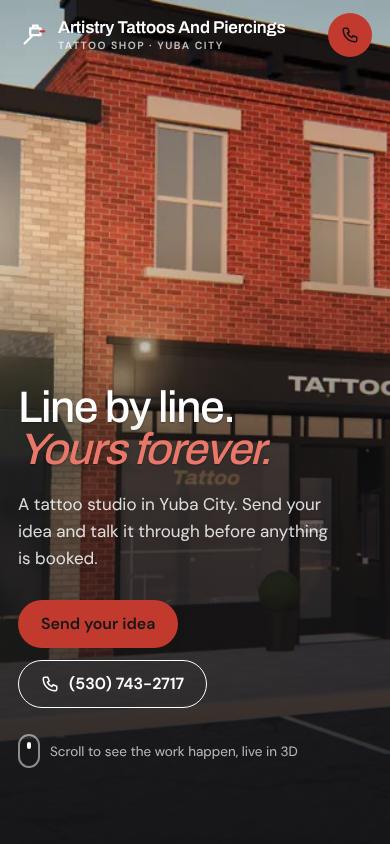 Artistry Tattoos And Piercings
TATTOO SHOP · YUBA CITY
TATTOO
Line by line.
Yours forever.
Tattoo
A tattoo studio in Yuba City. Send your
idea and talk it through before anything
is booked.
Send your idea
(530) 743-2717
Scroll to see the work happen, live in 3D